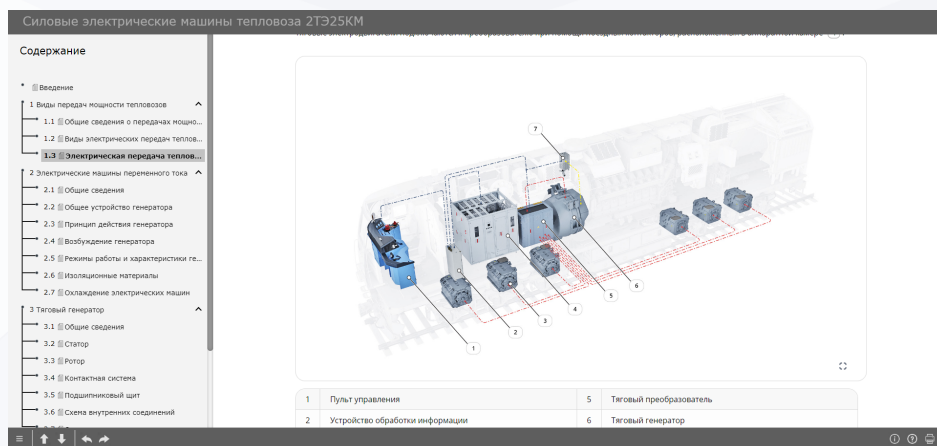 Силовые электрические машины тепловоза 2ТЭ25КМ
Содержание
Введение
1 Виды передач мощности тепловозов
1.1 Общие сведения о передачах мощно...
1.2 Виды электрических передач теплов...
1.3 Электрическая передача теплов...
2 Электрические машины переменного тока
2.1 Общие сведения
2.2 Общее устройство генератора
2.3 Принцип действия генератора
2.4 Возбуждение генератора
2.5 Режимы работы и характеристики ге...
2.6 Изоляционные материалы
2.7 Охлаждение электрических машин
3 Тяговый генератор
3.1 Общие сведения
3.2 Статор
3.3 Ротор
3.4 Контактная система
3.5 Подшипниковый щит
3.6 Схема внутренних соединений
7
6
5
4
3
2
1
1 Пульт управления 5 Тяговый преобразователь
2 Устройство обработки информации 6 Тяговый генератор